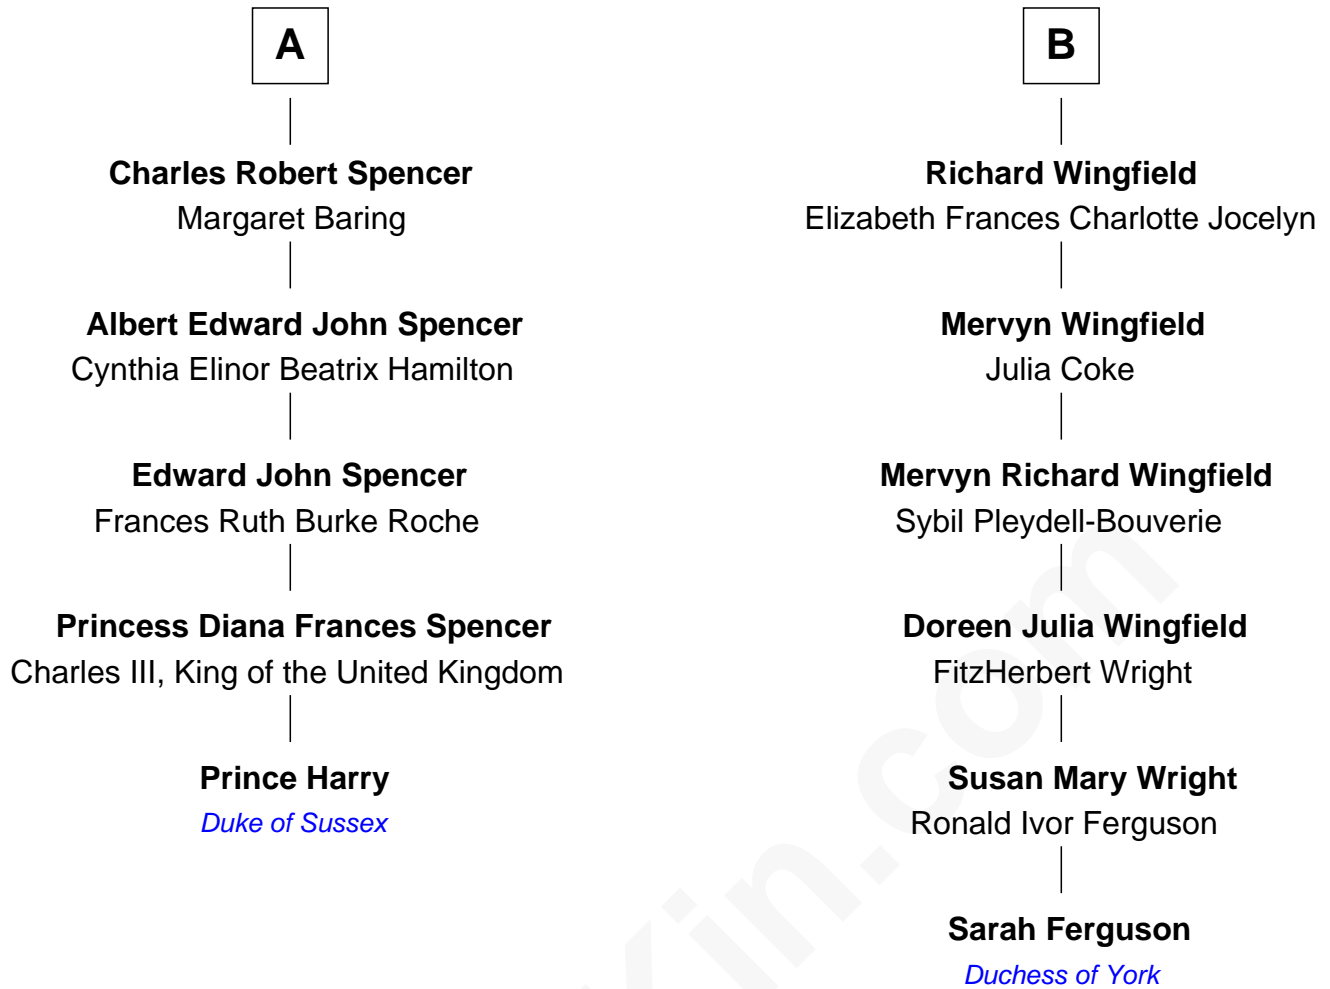 A
Charles Robert Spencer
Margaret Baring
Albert Edward John Spencer
Cynthia Elinor Beatrix Hamilton
Edward John Spencer
Frances Ruth Burke Roche
Princess Diana Frances Spencer
Charles III, King of the United Kingdom
Prince Harry
Duke of Sussex
B
Richard Wingfield
Elizabeth Frances Charlotte Jocelyn
Mervyn Wingfield
Julia Coke
Mervyn Richard Wingfield
Sybil Pleydell-Bouverie
Doreen Julia Wingfield
FitzHerbert Wright
Susan Mary Wright
Ronald Ivor Ferguson
Sarah Ferguson
Duchess of York
Kin.com